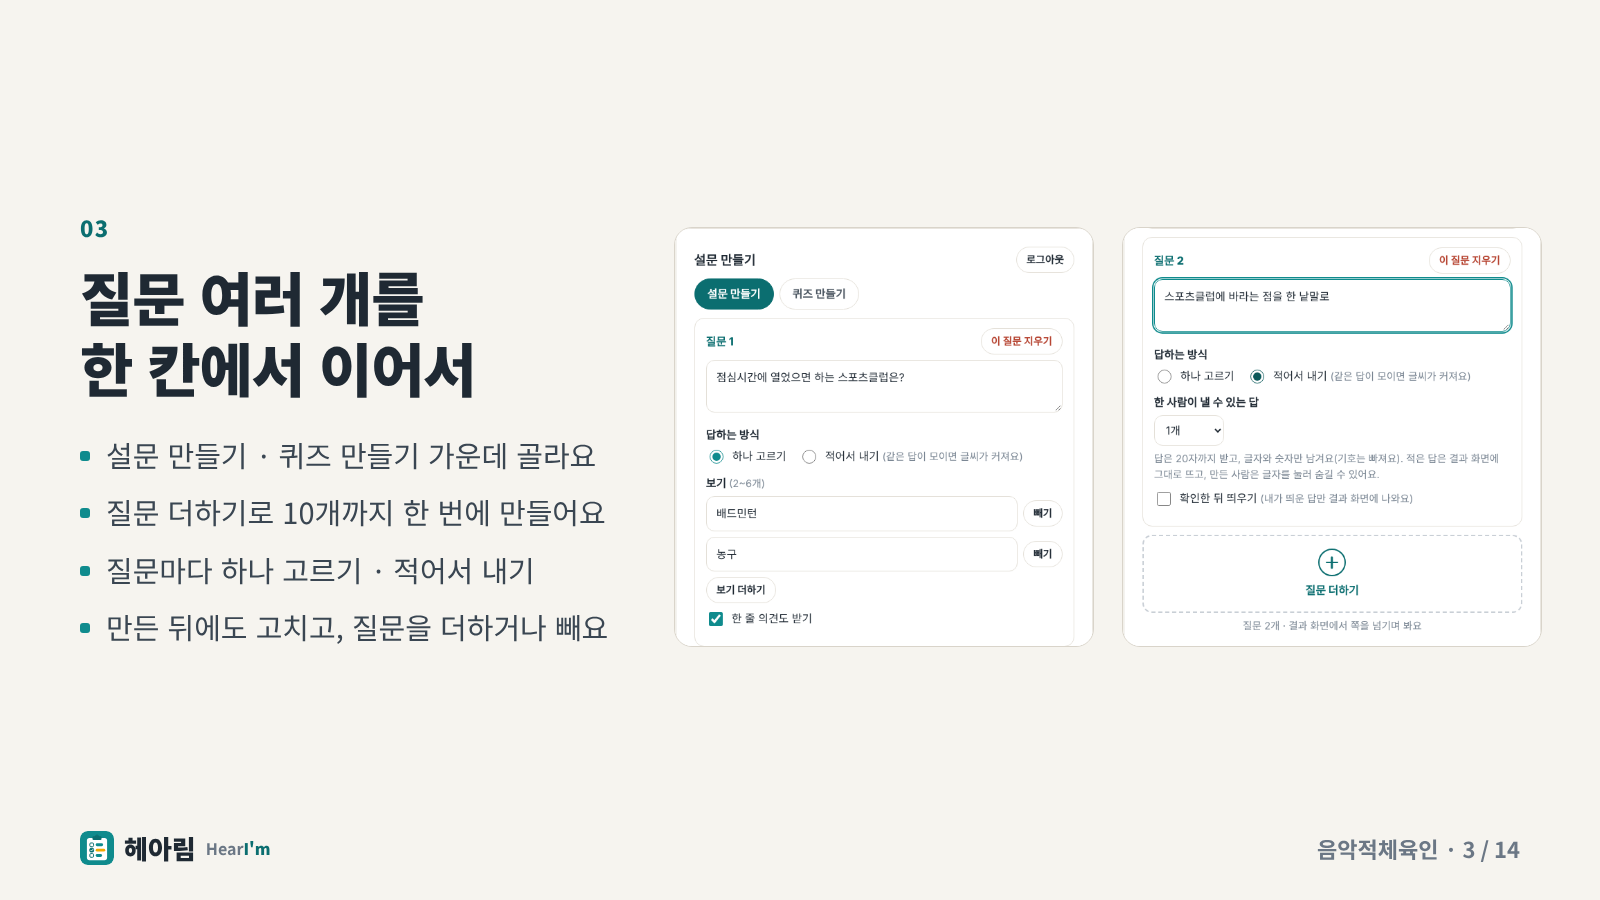 03
질문 여러 개를
한 칸에서 이어서
설문 만들기 · 퀴즈 만들기 가운데 골라요
질문 더하기로 10개까지 한 번에 만들어요
질문마다 하나 고르기 · 적어서 내기
만든 뒤에도 고치고, 질문을 더하거나 빼요
설문 만들기
로그아웃
설문 만들기
퀴즈 만들기
질문 1
이 질문 지우기
점심시간에 열었으면 하는 스포츠클럽은?
답하는 방식
하나 고르기
적어서 내기 (같은 답이 모이면 글씨가 커져요)
보기 (2~6개)
배드민턴
빼기
농구
빼기
보기 더하기
한 줄 의견도 받기
질문 2
이 질문 지우기
스포츠클럽에 바라는 점을 한 낱말로
답하는 방식
하나 고르기
적어서 내기 (같은 답이 모이면 글씨가 커져요)
한 사람이 낼 수 있는 답
1개
답은 20자까지 받고, 글자와 숫자만 남겨요(기호는 빠져요). 적은 답은 결과 화면에
그대로 뜨고, 만든 사람은 글자를 눌러 숨길 수 있어요.
확인한 뒤 띄우기 (내가 띄운 답만 결과 화면에 나와요)
질문 더하기
질문 2개 · 결과 화면에서 쪽을 넘기며 봐요
헤아림 HearI'm
음악적체육인 · 3 / 14